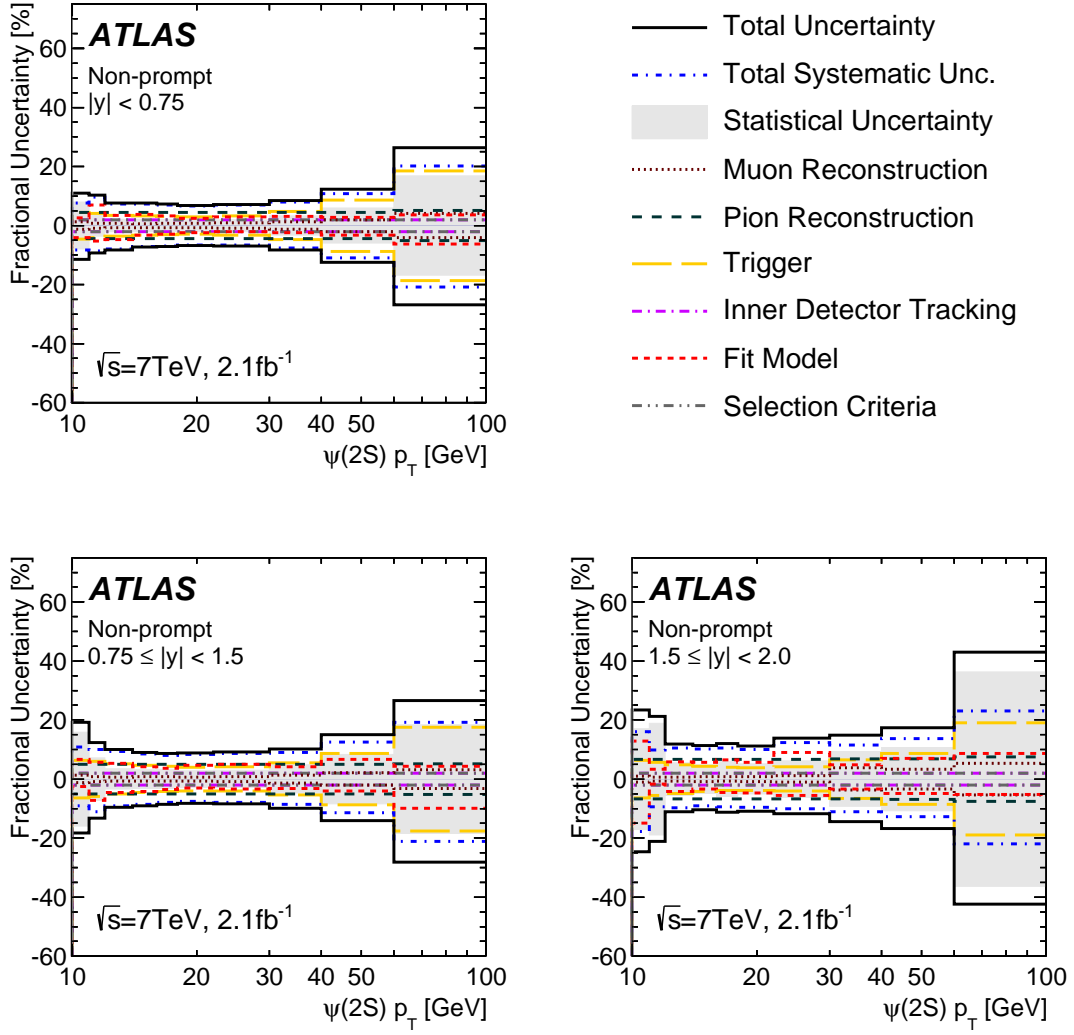 ATLAS
Non-prompt
|y| < 0.75
√s=7TeV, 2.1fb⁻¹
Fractional Uncertainty [%]
60
40
20
0
-20
-40
-60
10 20 30 40 50 100
ψ(2S) p_T [GeV]
Total Uncertainty
Total Systematic Unc.
Statistical Uncertainty
Muon Reconstruction
Pion Reconstruction
Trigger
Inner Detector Tracking
Fit Model
Selection Criteria
ATLAS
Non-prompt
0.75 ≤ |y| < 1.5
√s=7TeV, 2.1fb⁻¹
Fractional Uncertainty [%]
60
40
20
0
-20
-40
-60
10 20 30 40 50 100
ψ(2S) p_T [GeV]
ATLAS
Non-prompt
1.5 ≤ |y| < 2.0
√s=7TeV, 2.1fb⁻¹
Fractional Uncertainty [%]
60
40
20
0
-20
-40
-60
10 20 30 40 50 100
ψ(2S) p_T [GeV]